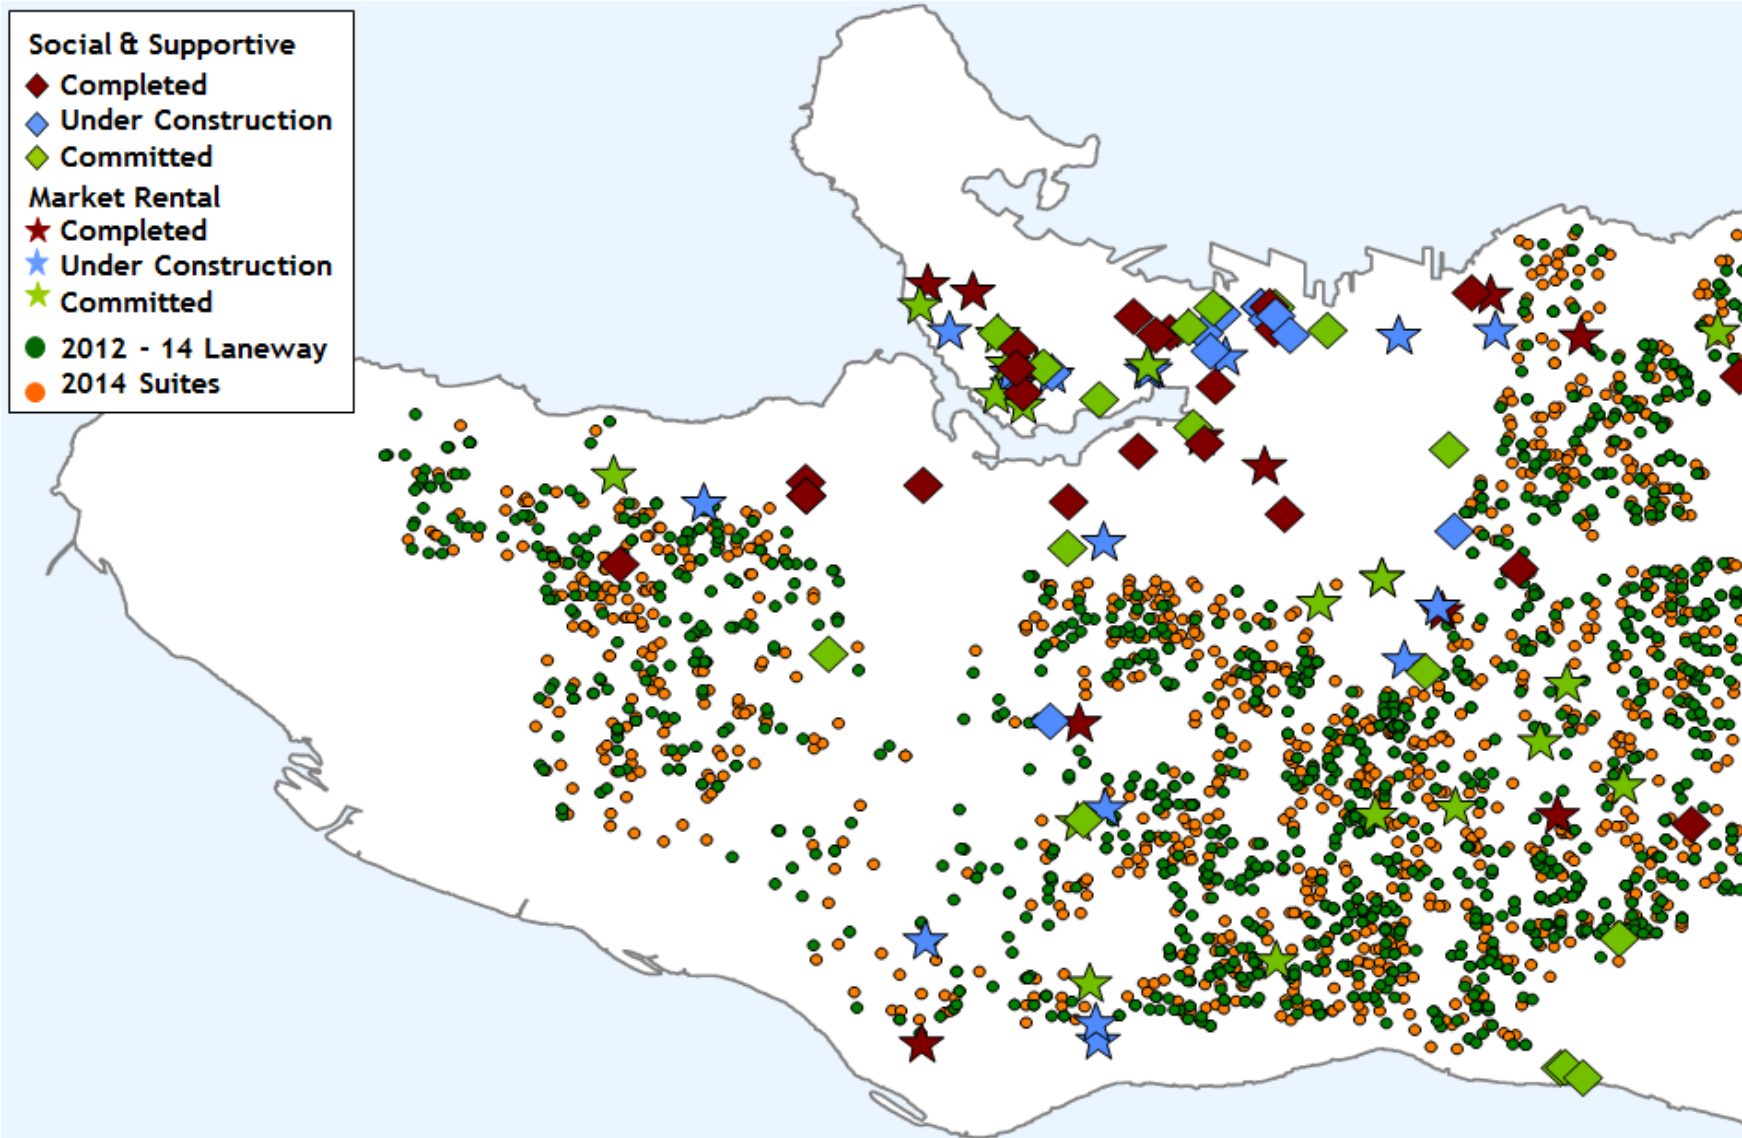 Social & Supportive
Completed
Under Construction
Committed
Market Rental
Completed
Under Construction
Committed
2012 - 14 Laneway
2014 Suites